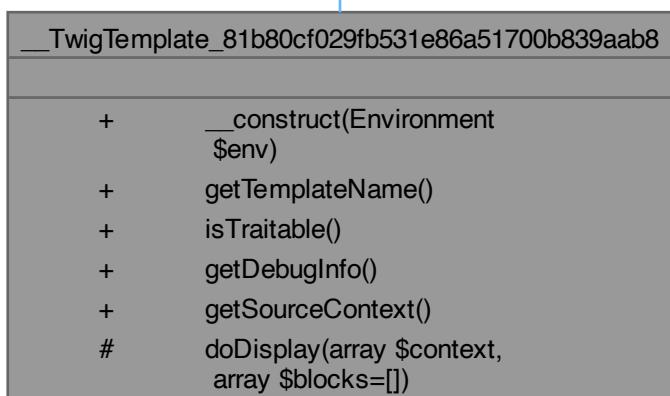 __TwigTemplate_81b80cf029fb531e86a51700b839aab8
+ __construct(Environment
$env)
+ getTemplateName()
+ isTraitable()
+ getDebugInfo()
+ getSourceContext()
# doDisplay(array $context,
array $blocks=[])